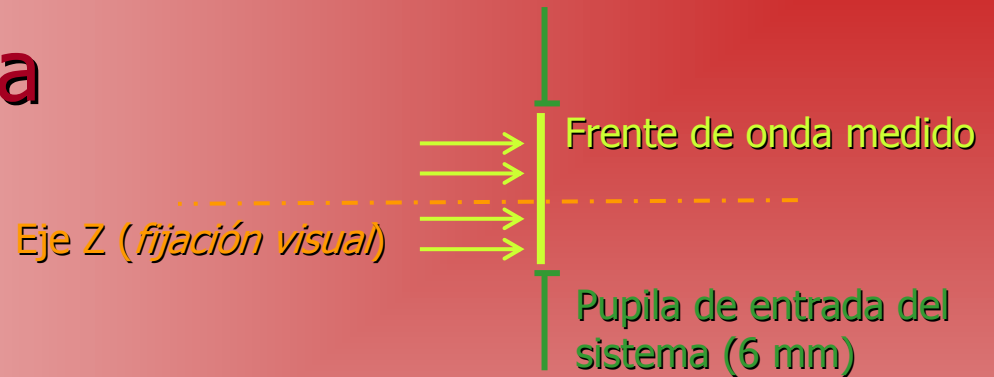 a
Frente de onda medido
Eje Z (fijación visual)
Pupila de entrada del
sistema (6 mm)